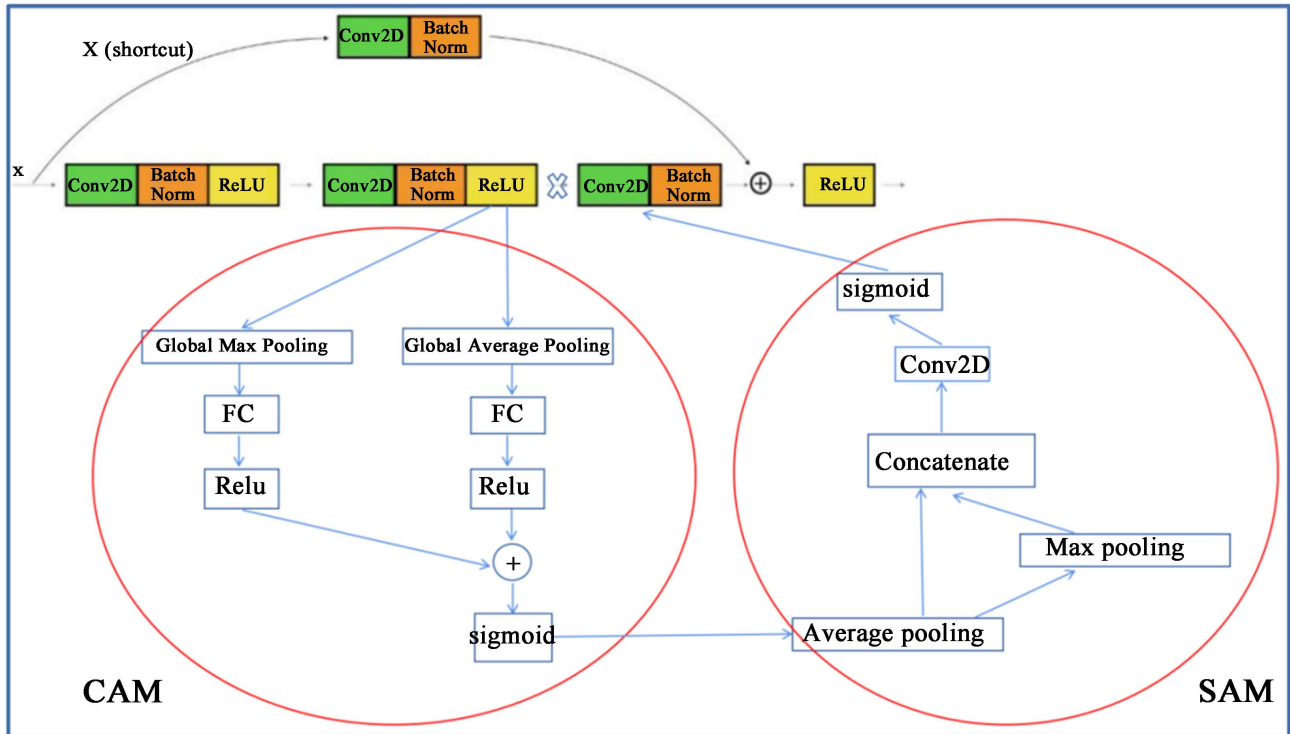 X (shortcut)
Conv2D
Batch
Norm
x
Conv2D
Batch
Norm
ReLU
Conv2D
Batch
Norm
ReLU
Conv2D
Batch
Norm
+
ReLU
Global Max Pooling
Global Average Pooling
FC
FC
Relu
Relu
+
sigmoid
CAM
sigmoid
Conv2D
Concatenate
Max pooling
Average pooling
SAM